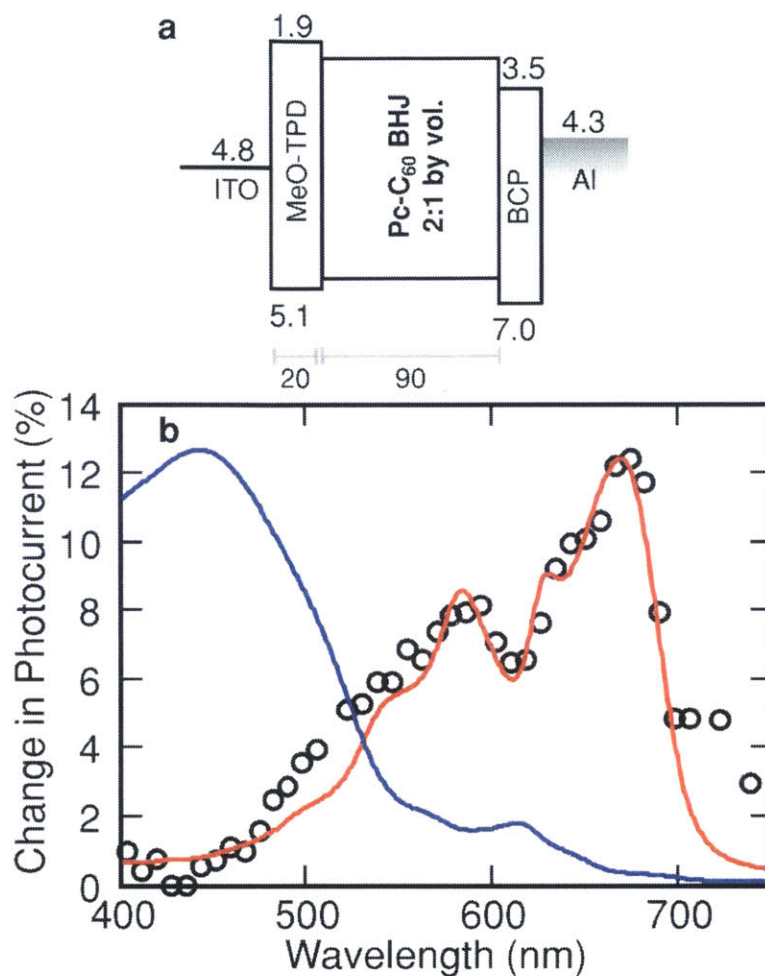 a
1.9
3.5
4.8
4.3
ITO
MeO-TPD
Pc-C₆₀ BHJ
2:1 by vol.
BCP
Al
5.1
7.0
20
90
b
Change in Photocurrent (%)
14
12
10
8
6
4
2
0
400
500
600
700
Wavelength (nm)